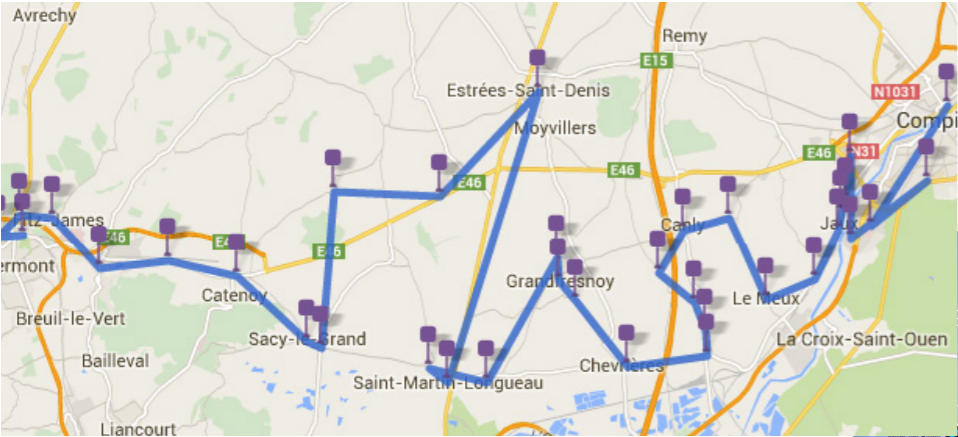 Avrechy
Remy
E15
Estrées-Saint-Denis
N1031
Compi
Moyvillers
E46
N31
E46
E46
Canly
Jaux
E46
E46
ermont
Grandfresnoy
Catenoy
Le Meux
Breuil-le-Vert
Sacy-le-Grand
La Croix-Saint-Ouen
Bailleval
Chevrières
Saint-Martin-Longueau
Liancourt